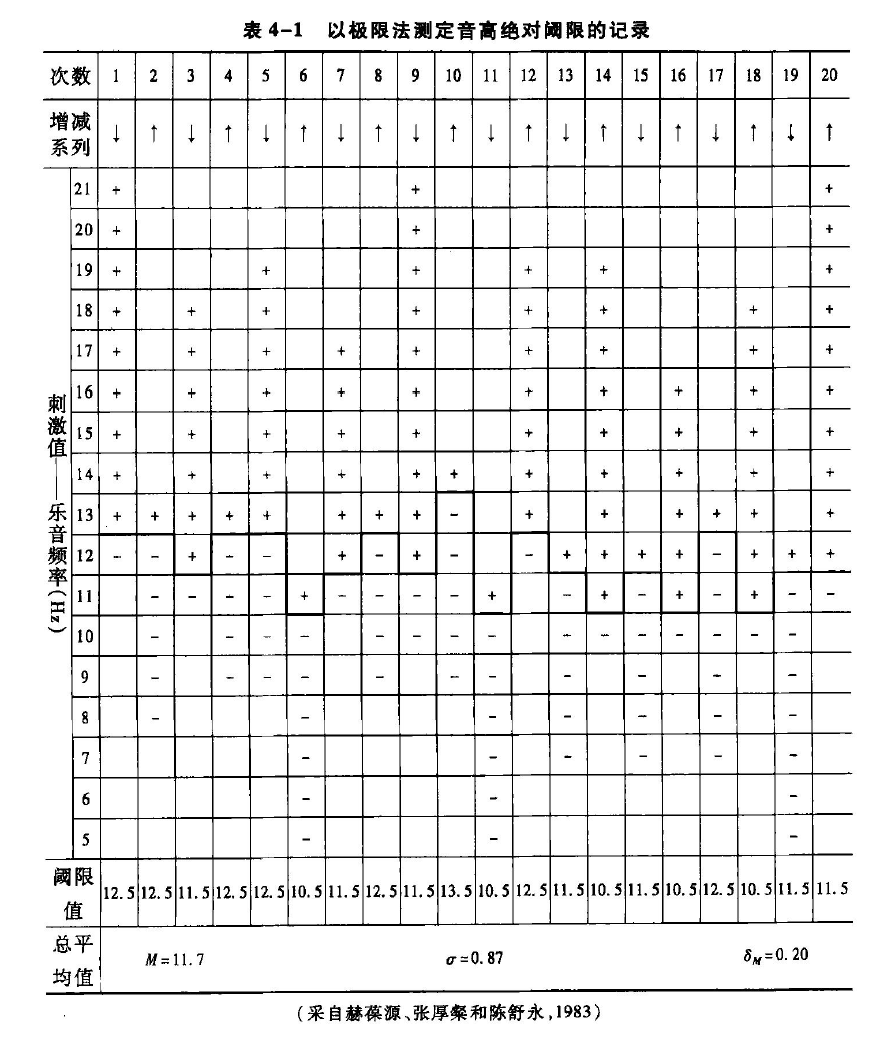 表 4-1 以极限法测定音高绝对阈限的记录
次数 1 2 3 4 5 6 7 8 9 10 11 12 13 14 15 16 17 18 19 20
增减系列 ↓ ↑ ↓ ↑ ↓ ↑ ↓ ↑ ↓ ↑ ↓ ↑ ↓ ↑ ↓ ↑ ↓ ↑ ↓ ↑
刺激值——乐音频率(Hz)
21 + + +
20 + + +
19 + + + + + +
18 + + + + + + + +
17 + + + + + + + + +
16 + + + + + + + + + +
15 + + + + + + + + + +
14 + + + + + + + + + + +
13 + + + + + + + + - + + + + + +
12 - - + - - + - + - - + + + + - + + +
11 - - - - + - - - - + - + - + - + - -
10 - - - - - - - - - - - - - - -
9 - - - - - - - - - - -
8 - - - - - - -
7 - - - - - -
6 - - -
5 - - -
阈限值 12.5 12.5 11.5 12.5 12.5 10.5 11.5 12.5 11.5 13.5 10.5 12.5 11.5 10.5 11.5 10.5 12.5 10.5 11.5 11.5
总平均值 M=11.7 σ=0.87 δM=0.20
(采自赫葆源、张厚粲和陈舒永,1983)